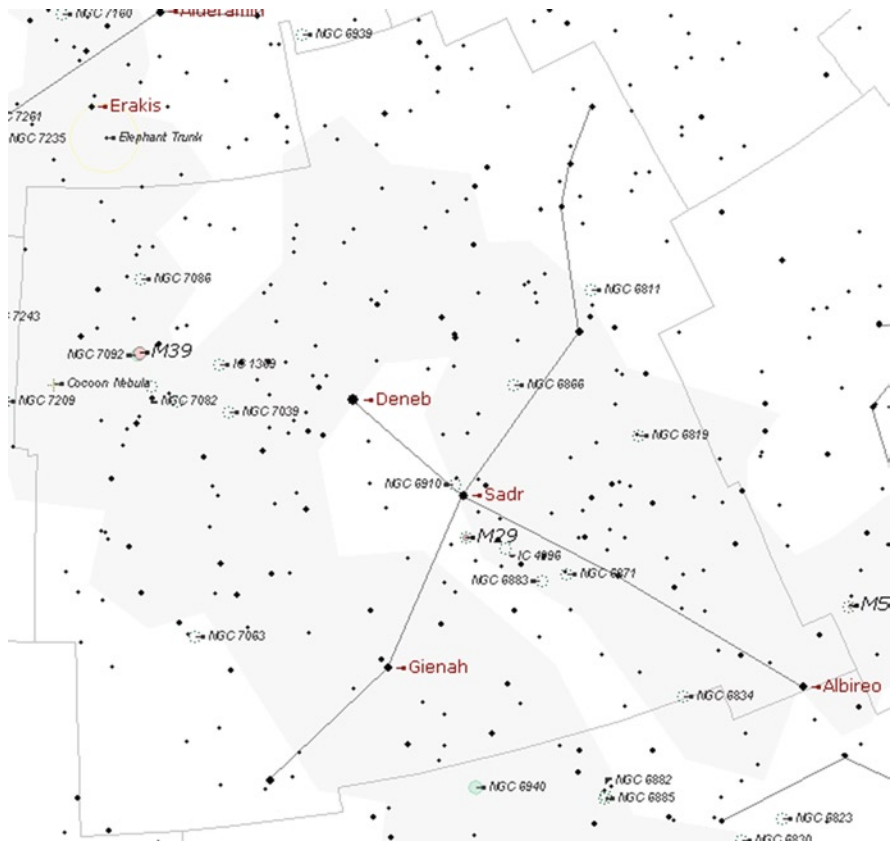 NGC 7160
Alderamin
NGC 6939
Erakis
7261
NGC 7235
Elephant Trunk
NGC 7086
NGC 6811
7243
NGC 7092
M39
IC 1369
Cocoon Nebula
NGC 6866
NGC 7209
NGC 7082
Deneb
NGC 7039
NGC 6819
NGC 6910
Sadr
M29
IC 4996
NGC 6883
NGC 6871
M5
NGC 7063
Gienah
Albireo
NGC 6834
NGC 6940
NGC 6882
NGC 6885
NGC 6823
NGC 6830